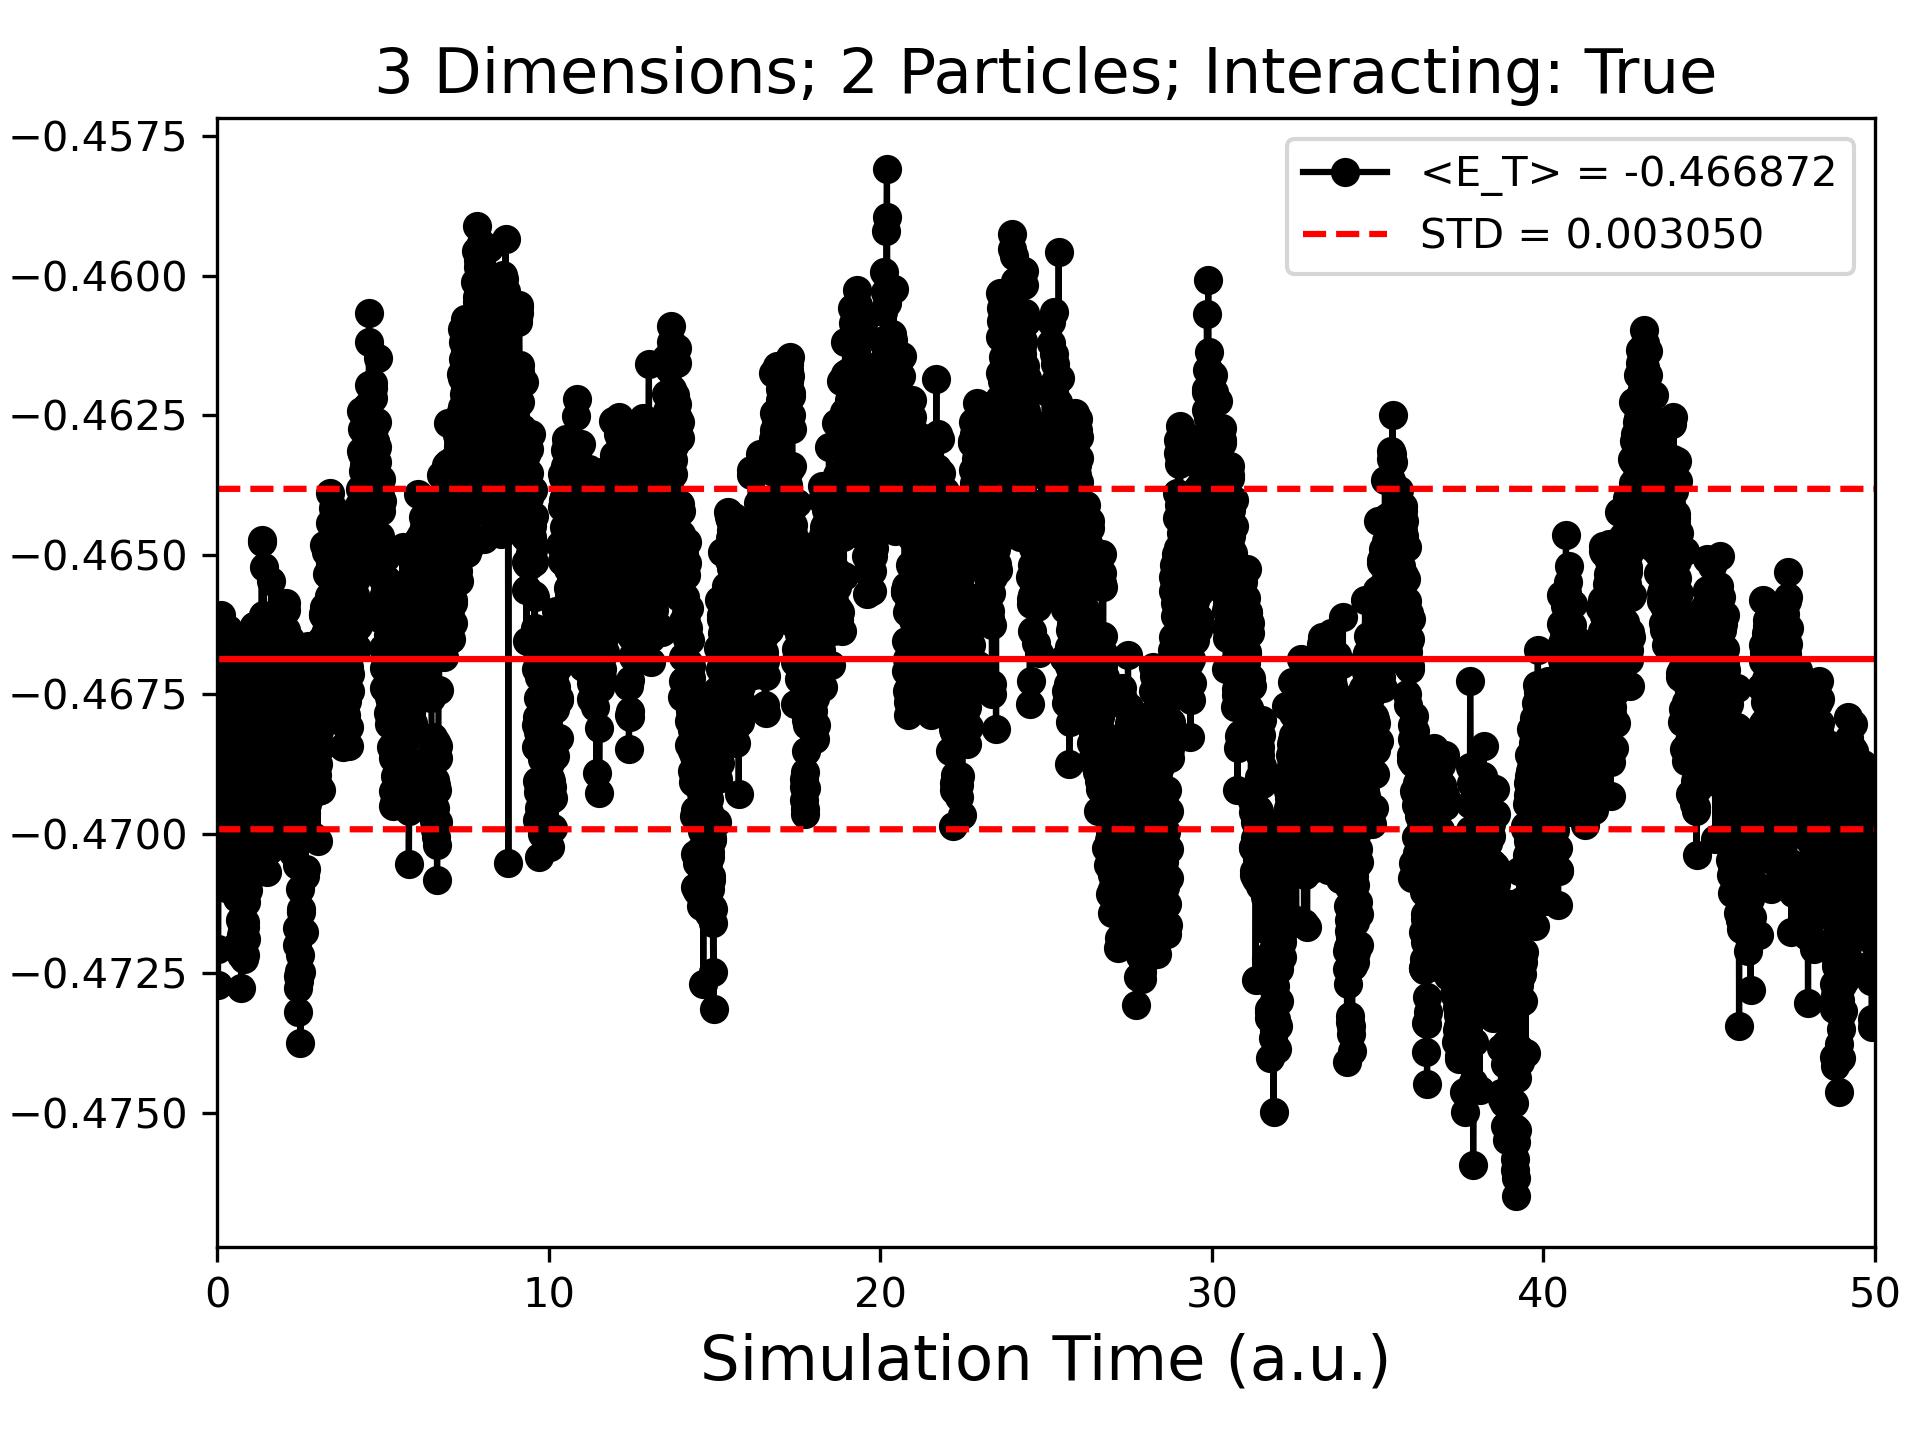 3 Dimensions; 2 Particles; Interacting: True
<E_T> = -0.466872
STD = 0.003050
−0.4575
−0.4600
−0.4625
−0.4650
−0.4675
−0.4700
−0.4725
−0.4750
0 10 20 30 40 50
Simulation Time (a.u.)